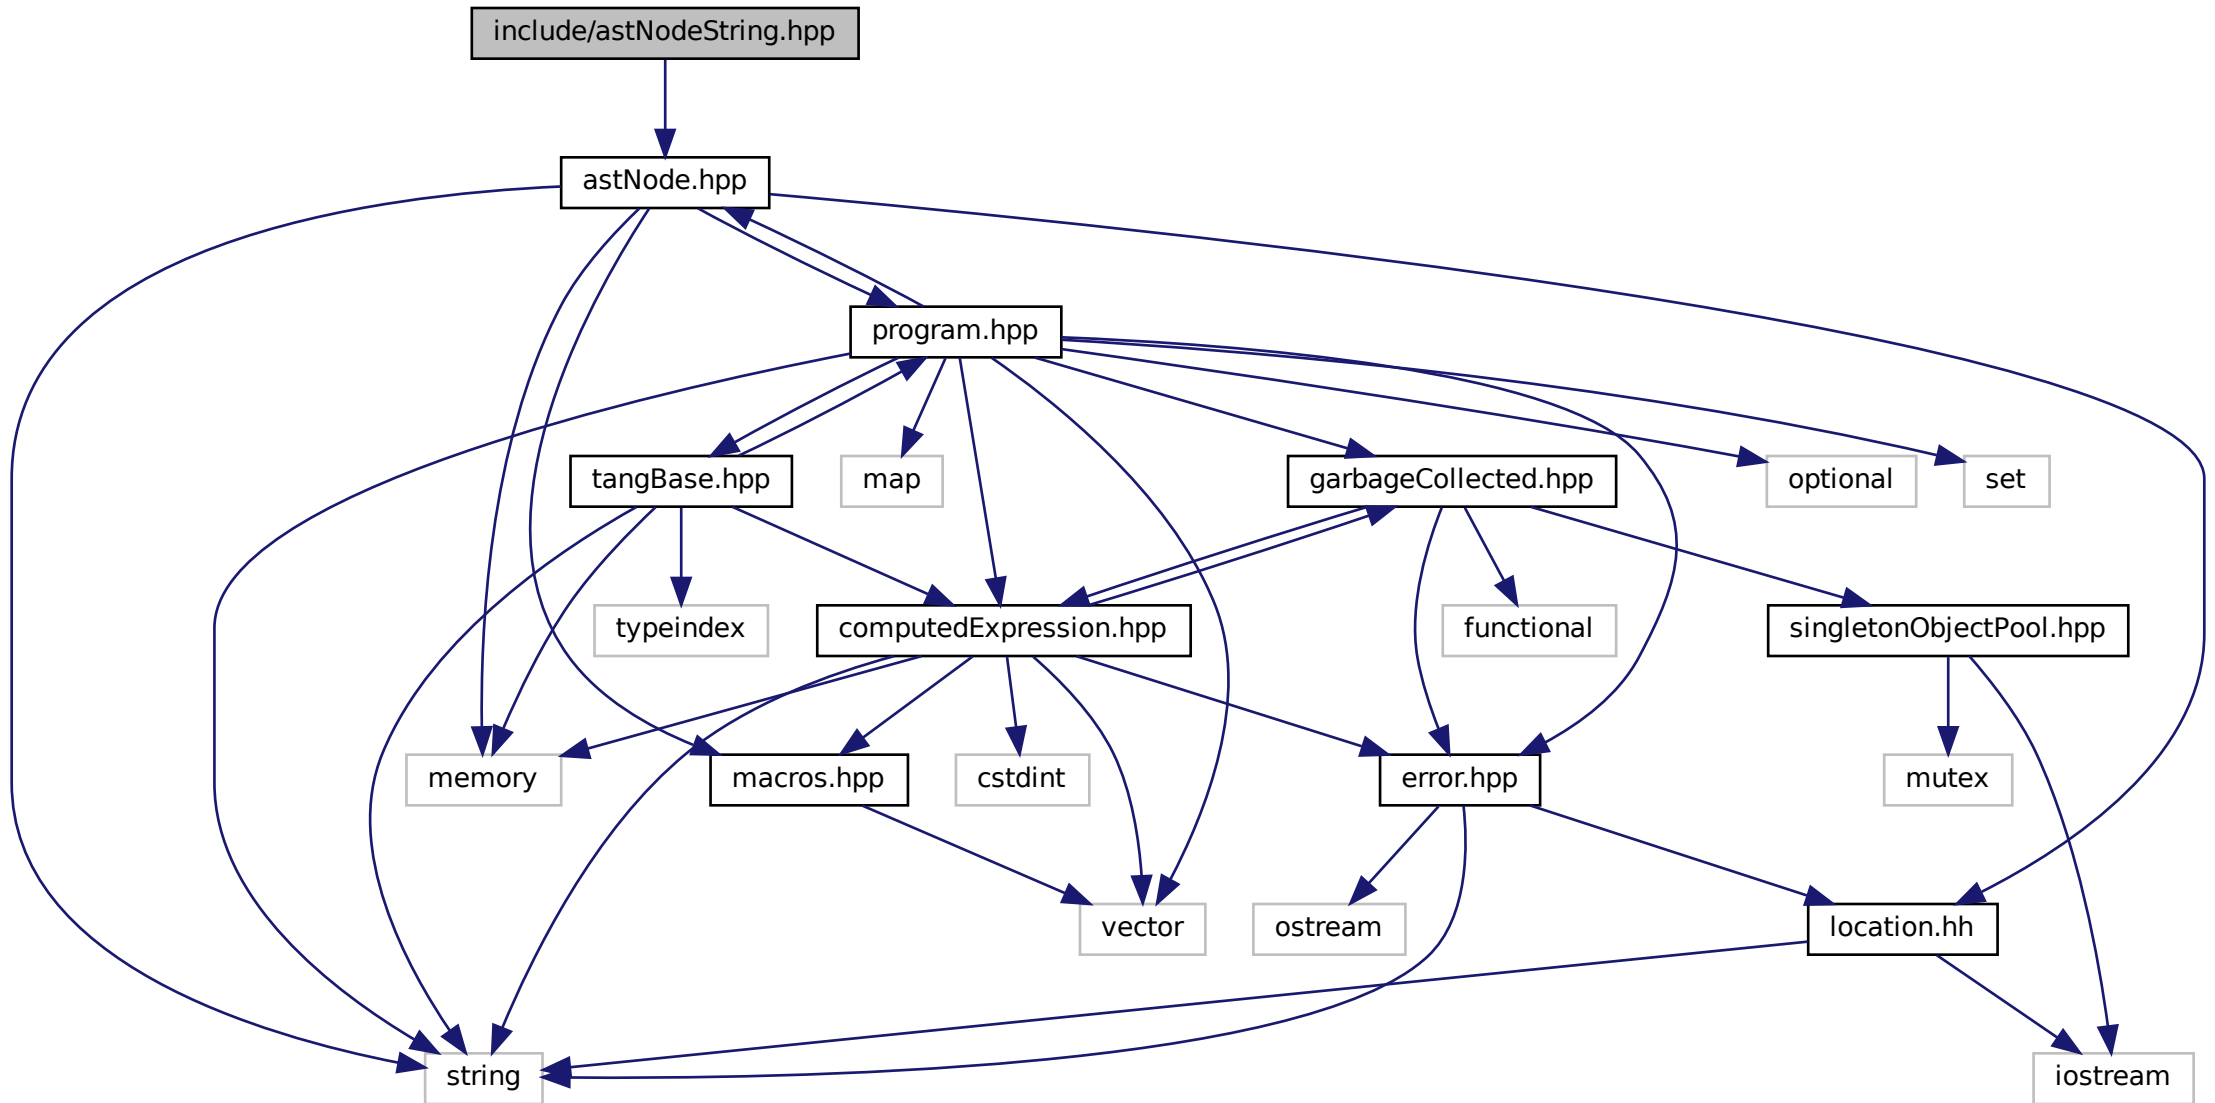 include/astNodeString.hpp
astNode.hpp
program.hpp
tangBase.hpp
map
garbageCollected.hpp
optional
set
typeindex
computedExpression.hpp
functional
singletonObjectPool.hpp
memory
macros.hpp
cstdint
error.hpp
mutex
vector
ostream
location.hh
string
iostream